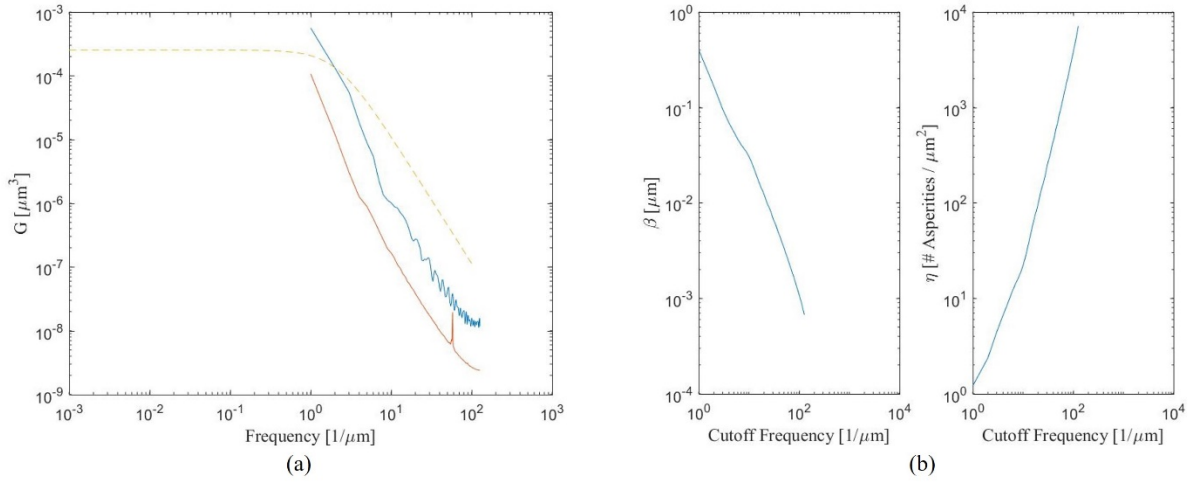 10^-3
10^-4
10^-5
10^-6
10^-7
10^-8
10^-9
G [μm^3]
10^-3 10^-2 10^-1 10^0 10^1 10^2 10^3
Frequency [1/μm]
(a)
10^0
10^-1
10^-2
10^-3
10^-4
β [μm]
10^0 10^2 10^4
Cutoff Frequency [1/μm]
10^4
10^3
10^2
10^1
10^0
η [# Asperities / μm^2]
10^0 10^2 10^4
Cutoff Frequency [1/μm]
(b)